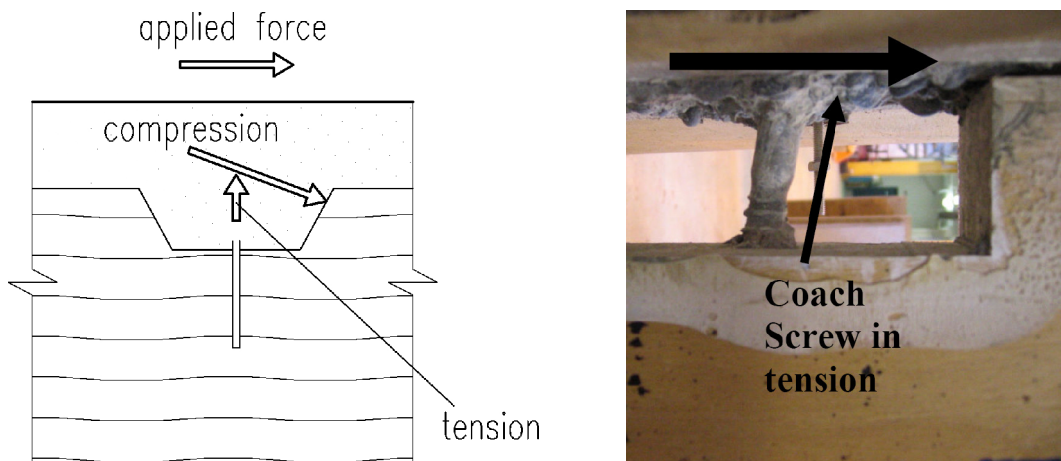 applied force
compression
tension
Coach
Screw in
tension